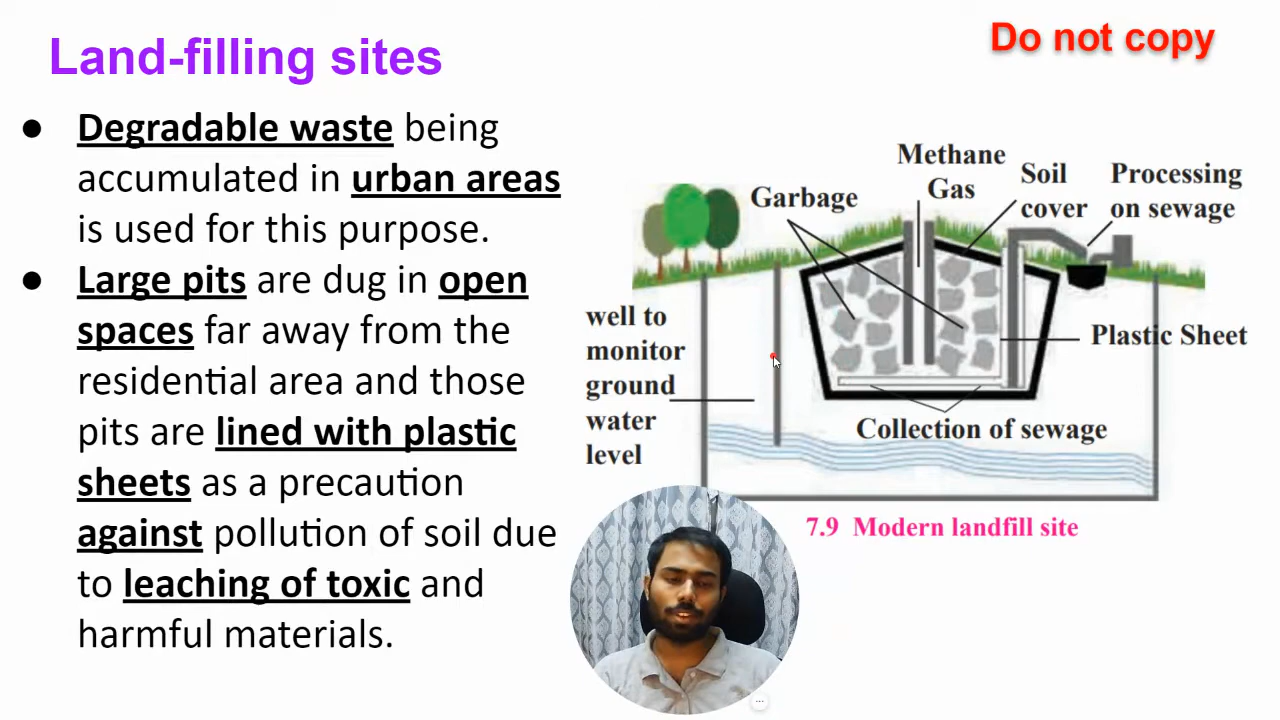 Land-filling sites
Do not copy
● Degradable waste being
accumulated in urban areas
is used for this purpose.
● Large pits are dug in open
spaces far away from the
residential area and those
pits are lined with plastic
sheets as a precaution
against pollution of soil due
to leaching of toxic and
harmful materials.
Garbage
Methane
Gas
Soil
cover
Processing
on sewage
well to
monitor
ground
water
level
Plastic Sheet
Collection of sewage
7.9 Modern landfill site